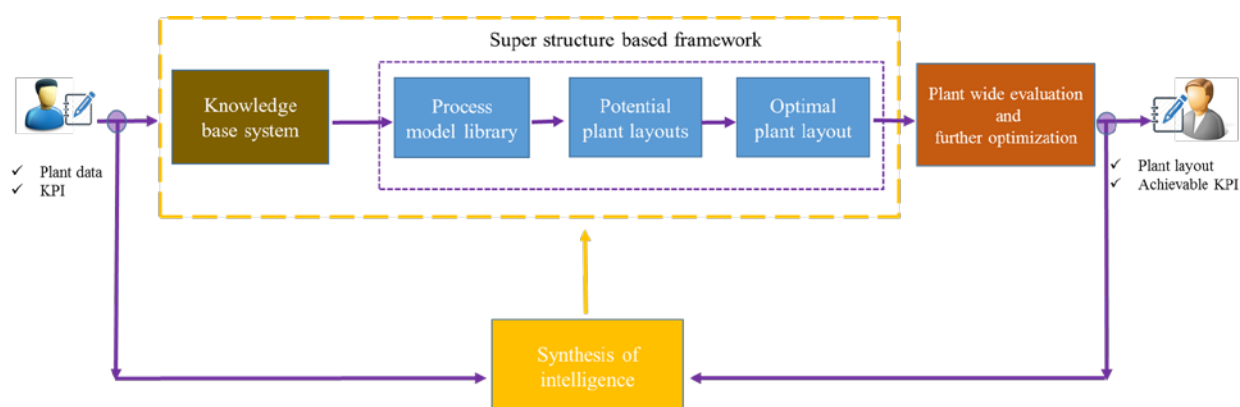 Super structure based framework
Knowledge
base system
Process
model library
Potential
plant layouts
Optimal
plant layout
Plant wide evaluation
and
further optimization
✓ Plant data
✓ KPI
✓ Plant layout
✓ Achievable KPI
Synthesis of
intelligence